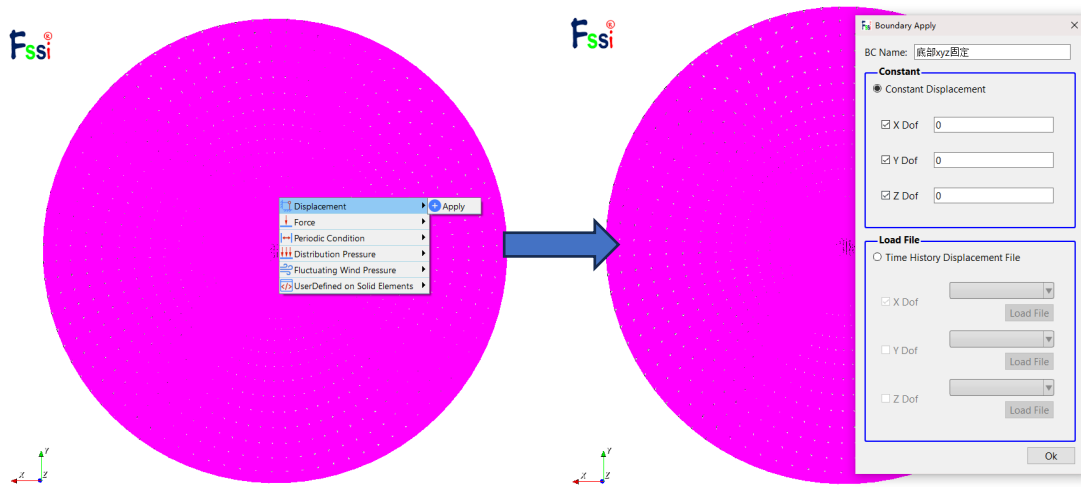 Fssi®
Displacement
Apply
Force
Periodic Condition
Distribution Pressure
Fluctuating Wind Pressure
UserDefined on Solid Elements
Y
X
Z
Fssi®
Y
X
Z
Fssi Boundary Apply
BC Name: 底部xyz固定
Constant
Constant Displacement
X Dof 0
Y Dof 0
Z Dof 0
Load File
Time History Displacement File
X Dof
Load File
Y Dof
Load File
Z Dof
Load File
Ok